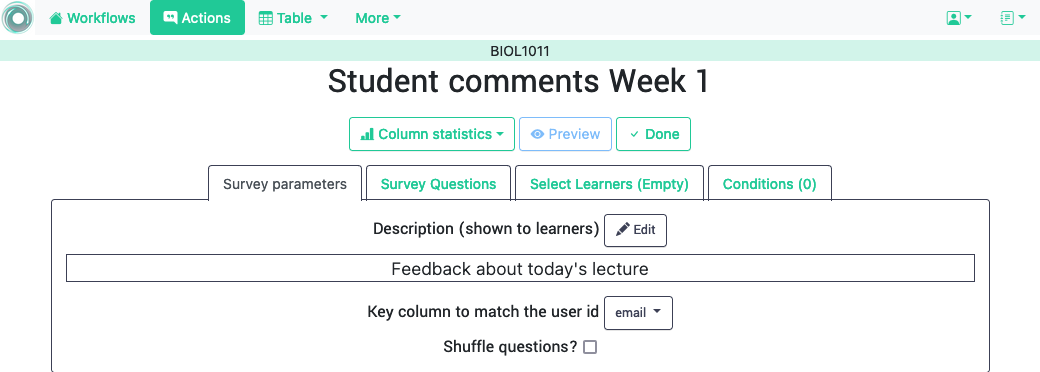 Workflows Actions Table More
BIOL1011
Student comments Week 1
Column statistics Preview Done
Survey parameters Survey Questions Select Learners (Empty) Conditions (0)
Description (shown to learners) Edit
Feedback about today's lecture
Key column to match the user id email
Shuffle questions?